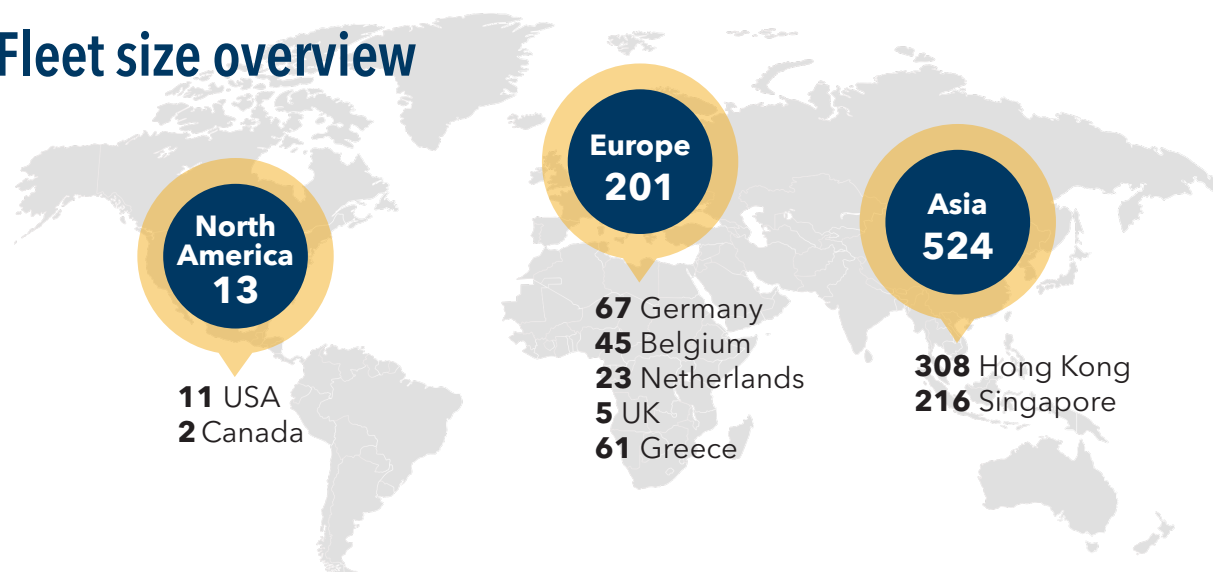 Fleet size overview
North
America
13
11 USA
2 Canada
Europe
201
67 Germany
45 Belgium
23 Netherlands
5 UK
61 Greece
Asia
524
308 Hong Kong
216 Singapore